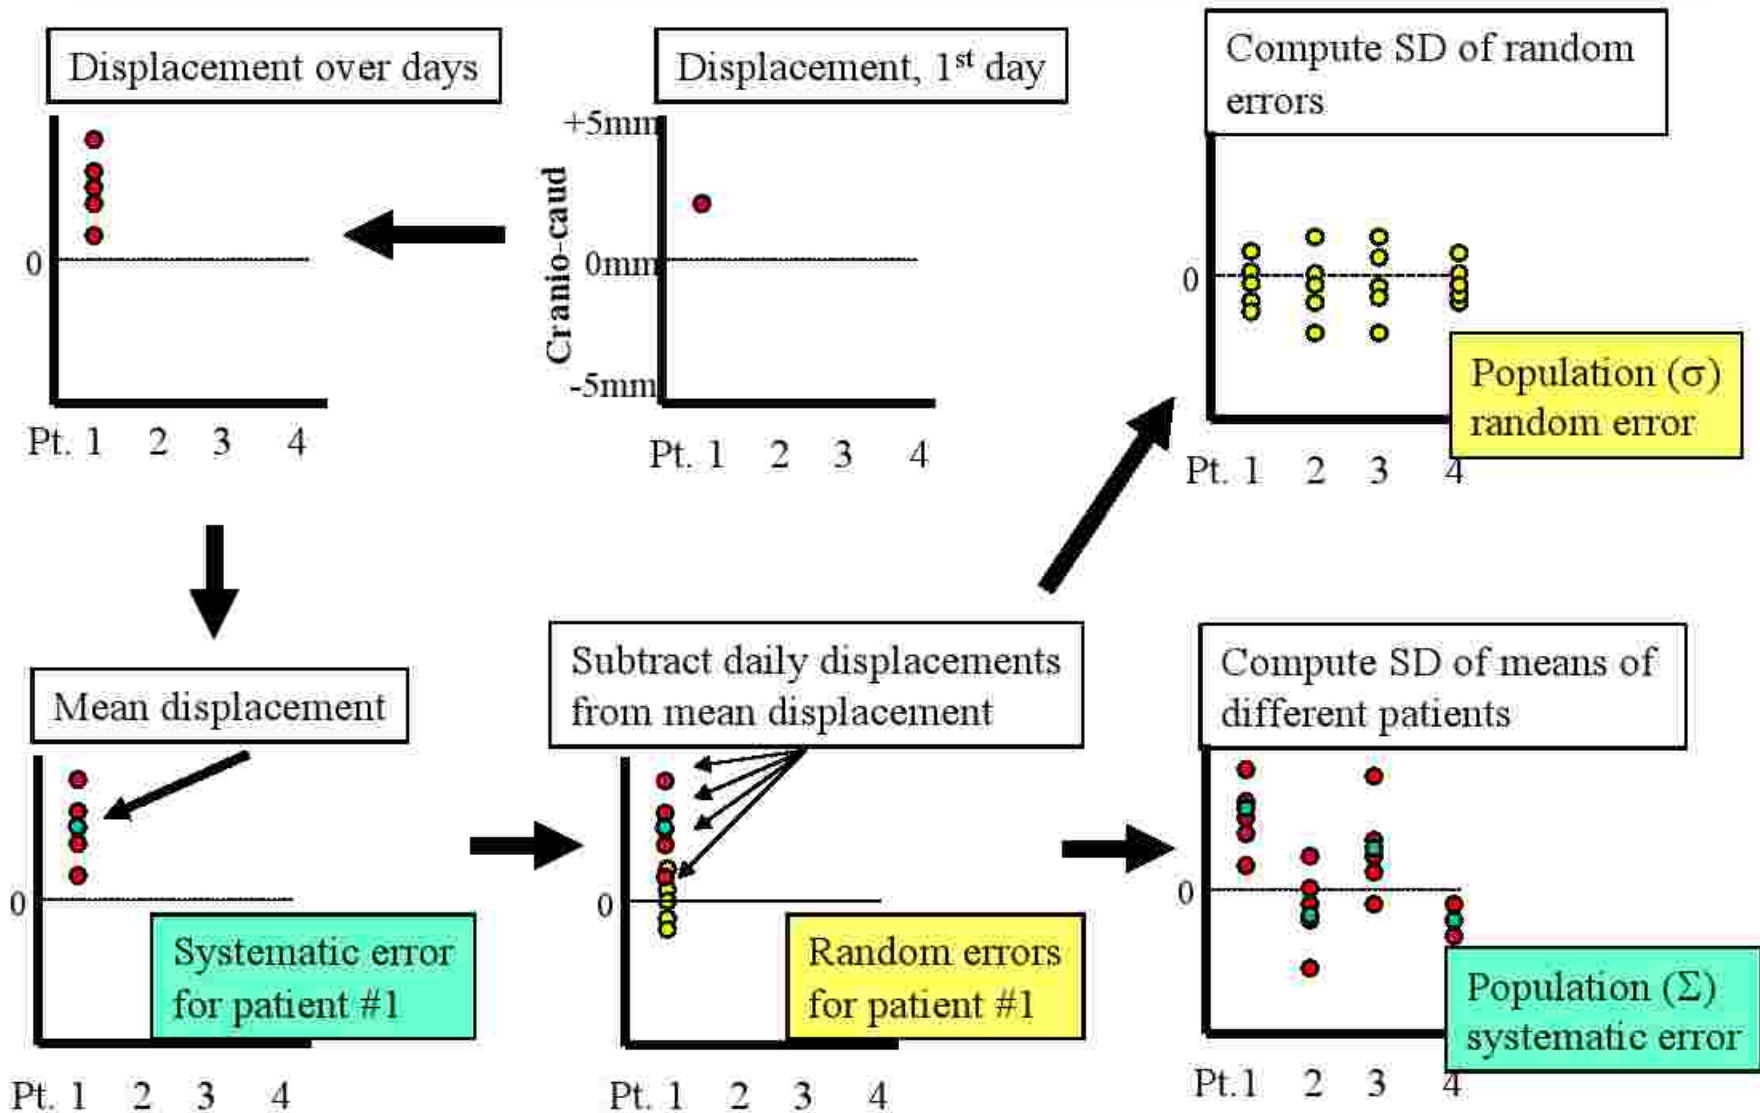 Displacement over days
0
Pt. 1 2 3 4
Displacement, 1st day
+5mm
Cranio-caud
0mm
-5mm
Pt. 1 2 3 4
Compute SD of random
errors
0
Population (σ)
random error
Pt. 1 2 3 4
Mean displacement
0
Systematic error
for patient #1
Pt. 1 2 3 4
Subtract daily displacements
from mean displacement
0
Random errors
for patient #1
Pt. 1 2 3 4
Compute SD of means of
different patients
0
Population (Σ)
systematic error
Pt. 1 2 3 4